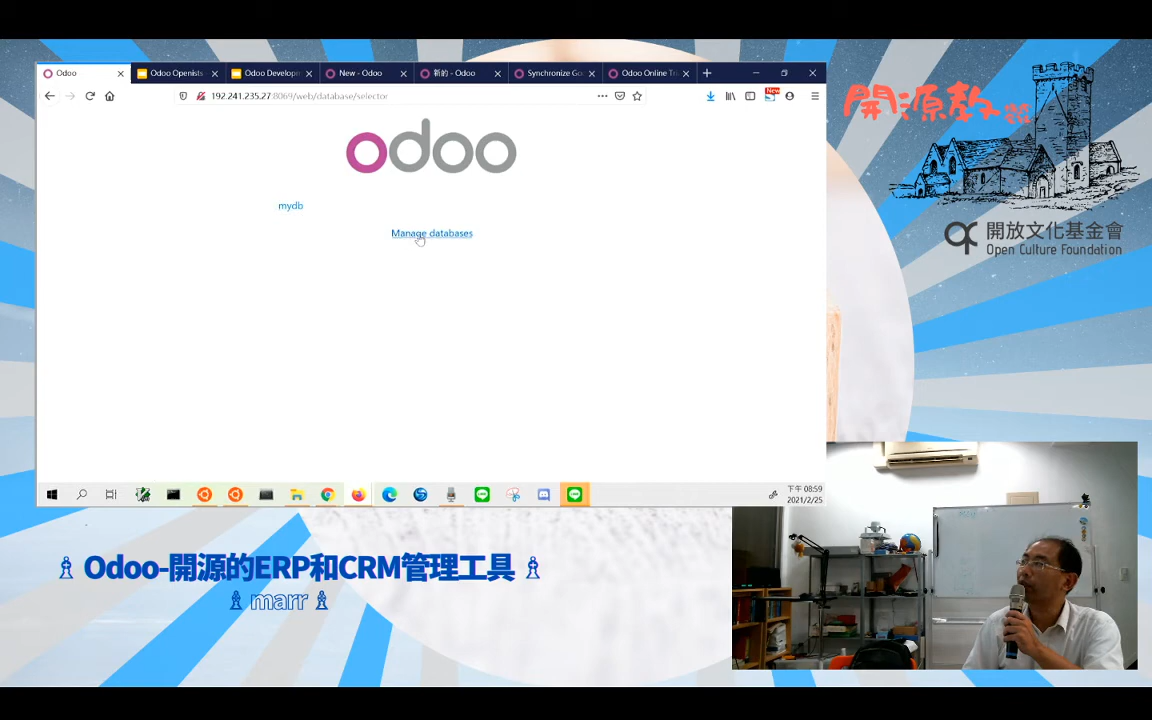 Odoo
Odoo Openists
Odoo Develop
New - Odoo
新的 - Odoo
Synchronize Go
Odoo Online Tr
192.241.235.27:8069/web/database/selector
New
odoo
mydb
Manage databases
下午 08:59
2021/2/25
開源教
開放文化基金會
Open Culture Foundation
Odoo-開源的ERP和CRM管理工具
marr